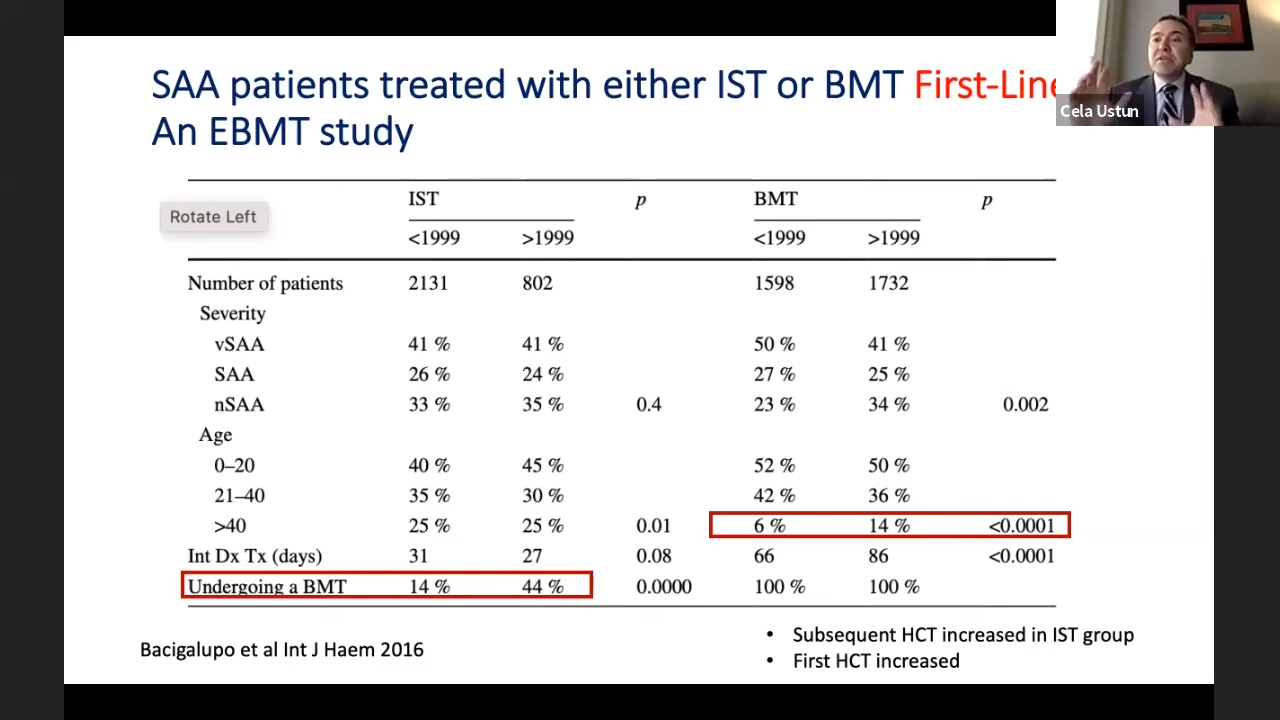 SAA patients treated with either IST or BMT First-Line
An EBMT study
Cela Ustun
Rotate Left
IST p BMT p
<1999 >1999 <1999 >1999
Number of patients 2131 802 1598 1732
Severity
vSAA 41 % 41 % 50 % 41 %
SAA 26 % 24 % 27 % 25 %
nSAA 33 % 35 % 0.4 23 % 34 % 0.002
Age
0–20 40 % 45 % 52 % 50 %
21–40 35 % 30 % 42 % 36 %
>40 25 % 25 % 0.01 6 % 14 % <0.0001
Int Dx Tx (days) 31 27 0.08 66 86 <0.0001
Undergoing a BMT 14 % 44 % 0.0000 100 % 100 %
• Subsequent HCT increased in IST group
• First HCT increased
Bacigalupo et al Int J Haem 2016